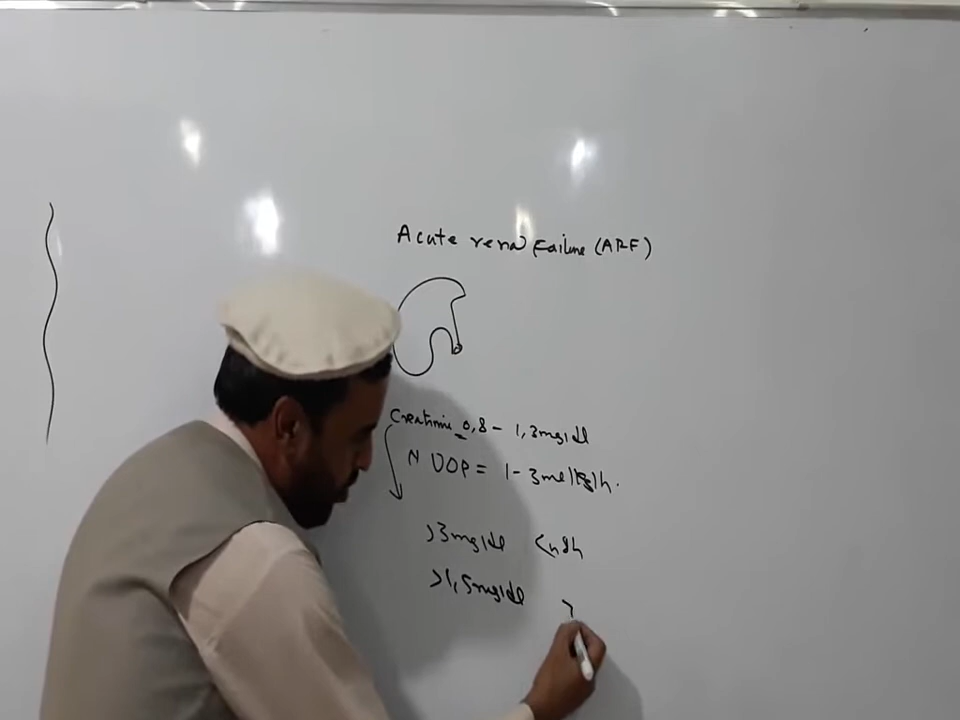 Acute renal Failure (ARF)
Creatinine 0,8 - 1,3mg/dl
N UOP = 1-3ml/kg/h.
>3mg/dl <48h
>1,5mg/dl >